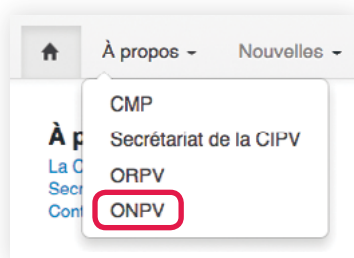 À propos Nouvelles
CMP
Secrétariat de la CIPV
ORPV
ONPV
À p
La C
Secr
Cont